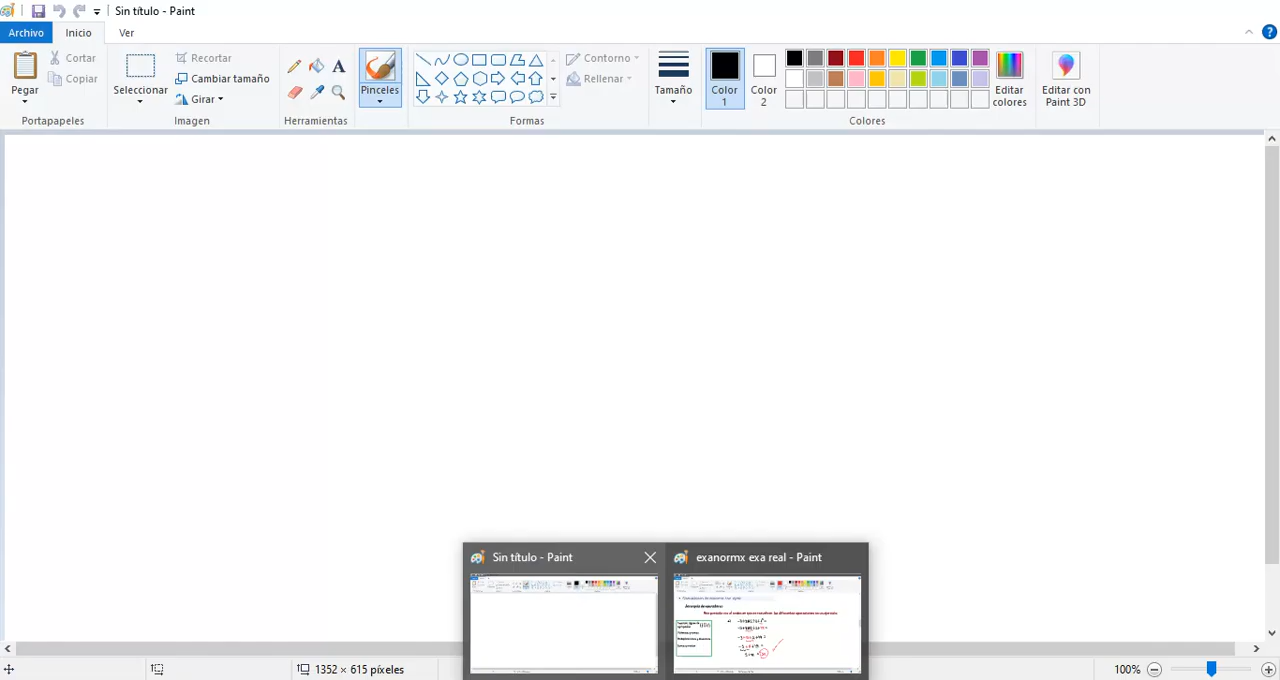 Sin título - Paint
Archivo
Inicio
Ver
Pegar
Cortar
Copiar
Portapapeles
Seleccionar
Recortar
Cambiar tamaño
Girar
Imagen
A
Herramientas
Pinceles
Contorno
Rellenar
Formas
Tamaño
Color
1
Color
2
Editar
colores
Colores
Editar con
Paint 3D
Sin título - Paint
exanormx exa real - Paint
1352 × 615 píxeles
100%